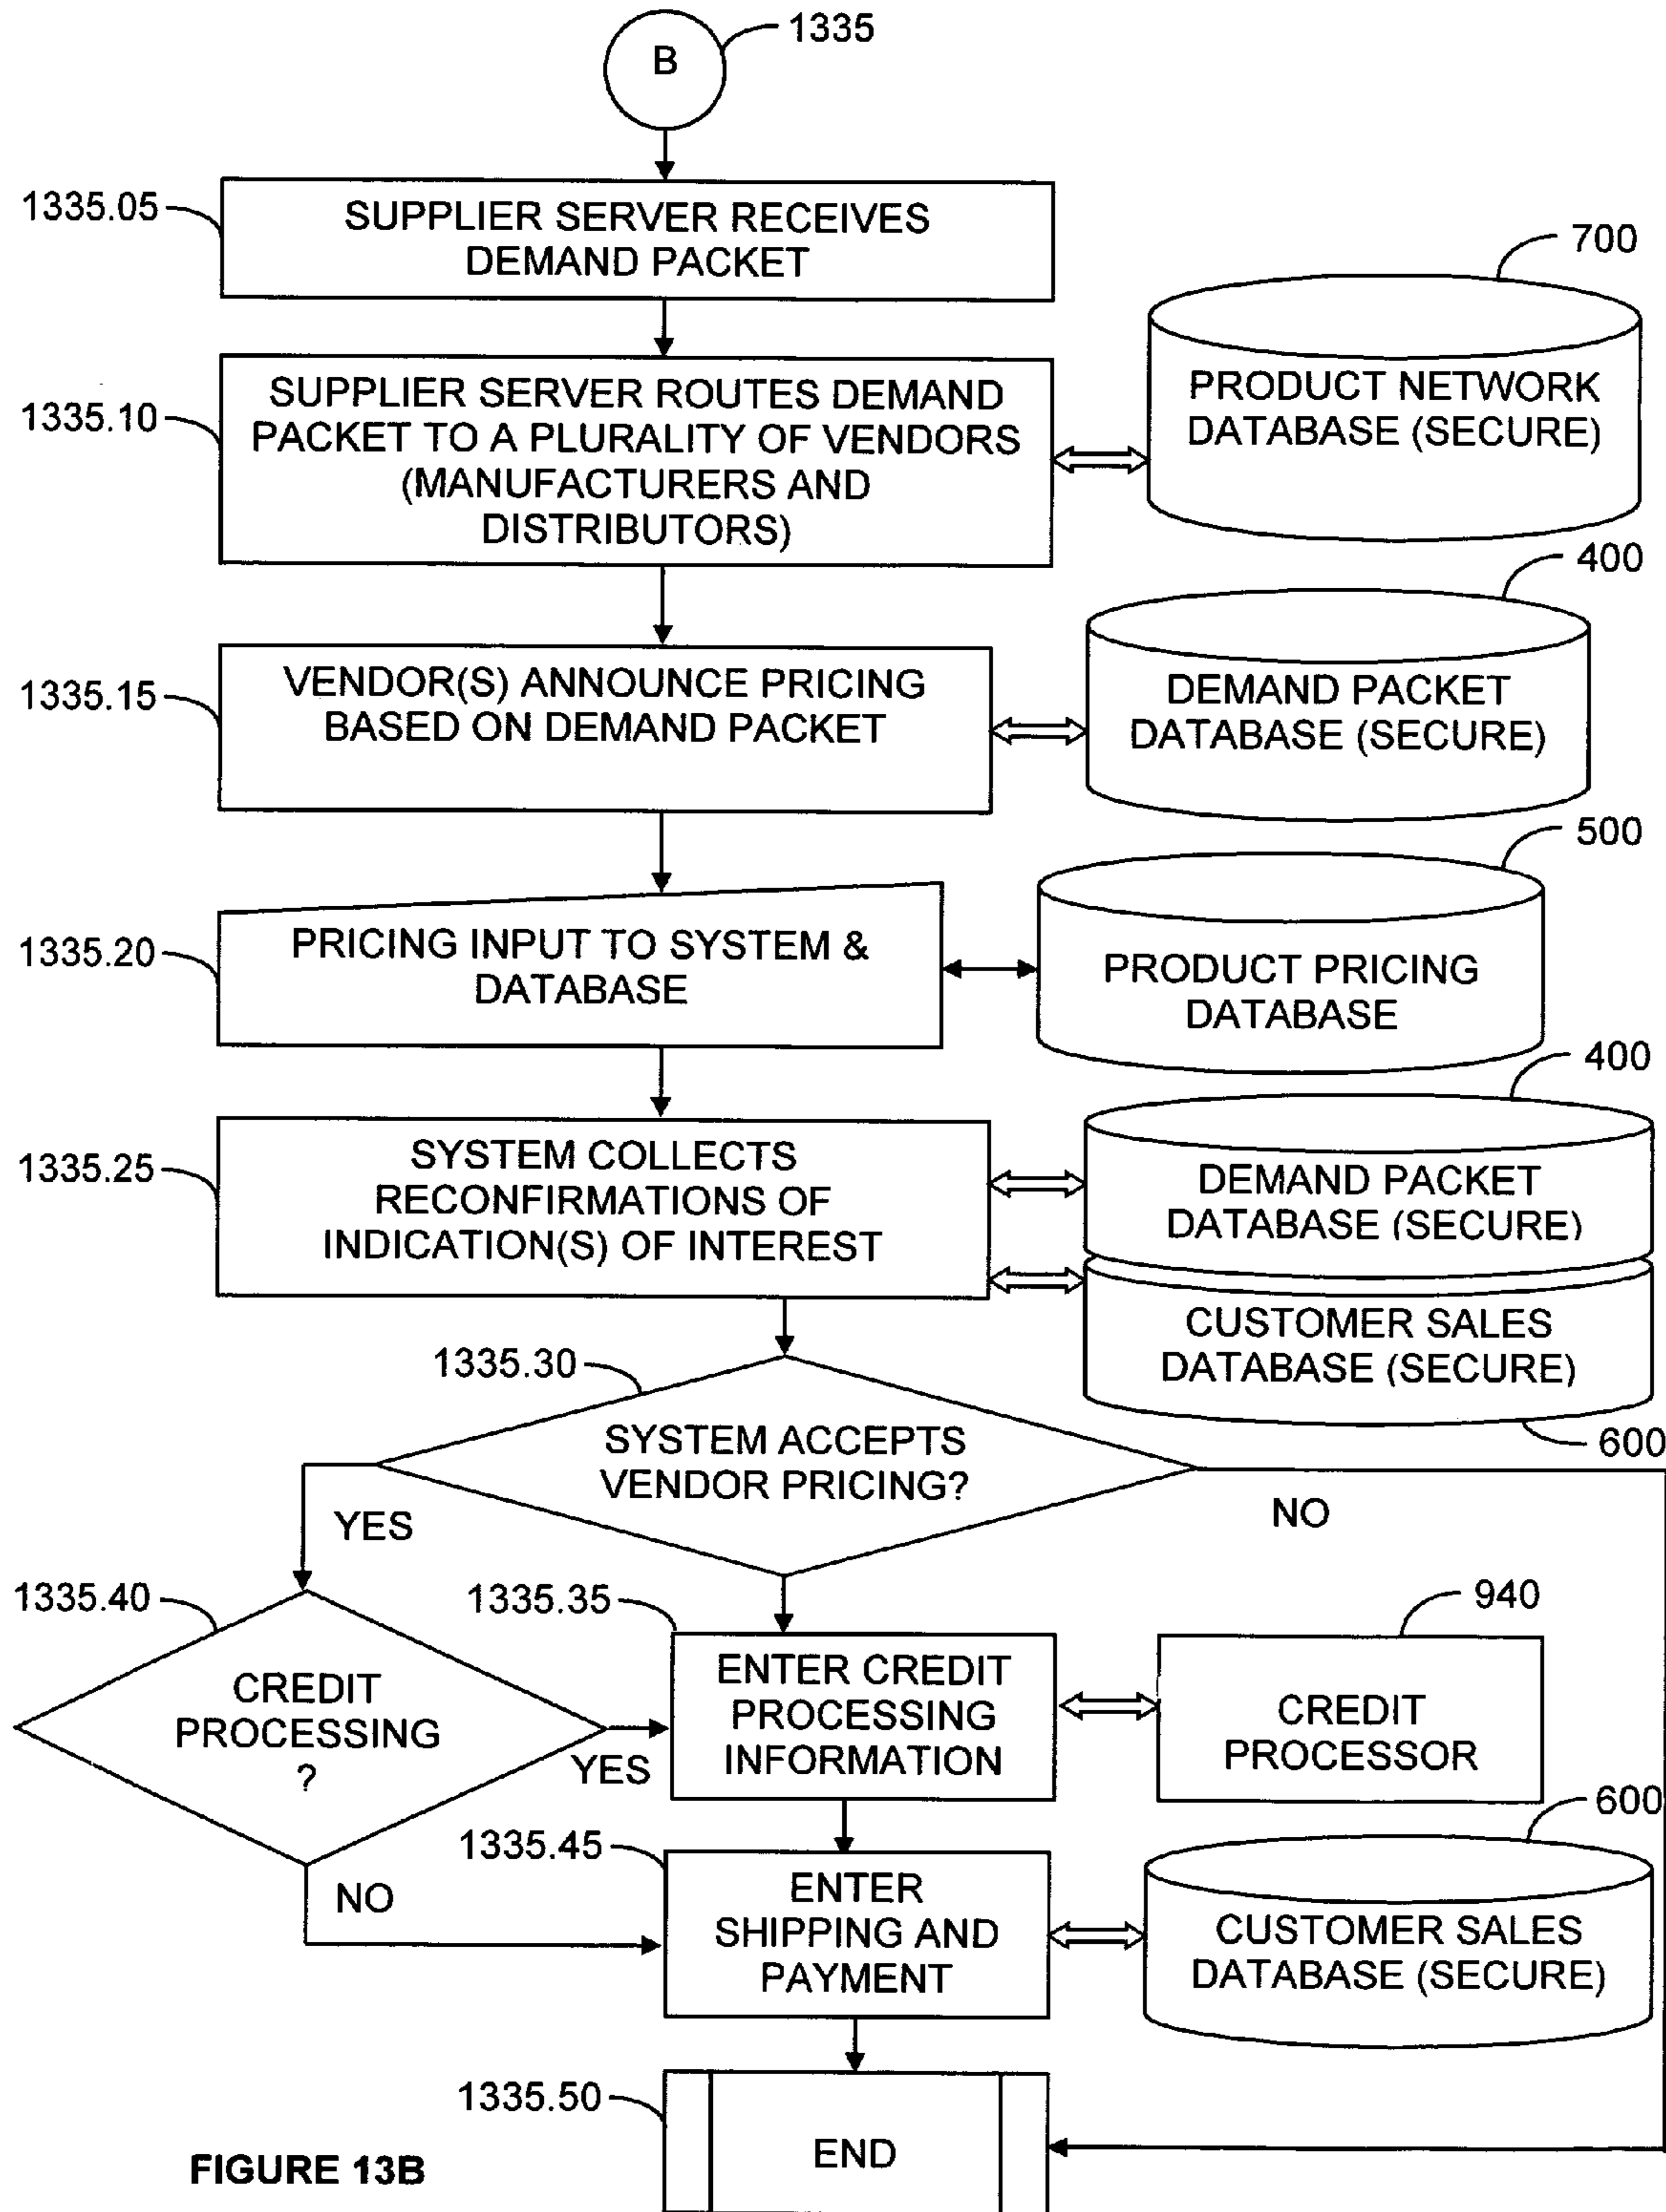 B
1335
1335.05
SUPPLIER SERVER RECEIVES
DEMAND PACKET
700
1335.10
SUPPLIER SERVER ROUTES DEMAND
PACKET TO A PLURALITY OF VENDORS
(MANUFACTURERS AND
DISTRIBUTORS)
PRODUCT NETWORK
DATABASE (SECURE)
400
1335.15
VENDOR(S) ANNOUNCE PRICING
BASED ON DEMAND PACKET
DEMAND PACKET
DATABASE (SECURE)
500
1335.20
PRICING INPUT TO SYSTEM &
DATABASE
PRODUCT PRICING
DATABASE
400
1335.25
SYSTEM COLLECTS
RECONFIRMATIONS OF
INDICATION(S) OF INTEREST
DEMAND PACKET
DATABASE (SECURE)
CUSTOMER SALES
DATABASE (SECURE)
600
1335.30
SYSTEM ACCEPTS
VENDOR PRICING?
YES
NO
1335.40
CREDIT
PROCESSING
?
YES
NO
1335.35
ENTER CREDIT
PROCESSING
INFORMATION
940
CREDIT
PROCESSOR
600
1335.45
ENTER
SHIPPING AND
PAYMENT
CUSTOMER SALES
DATABASE (SECURE)
1335.50
END
FIGURE 13B